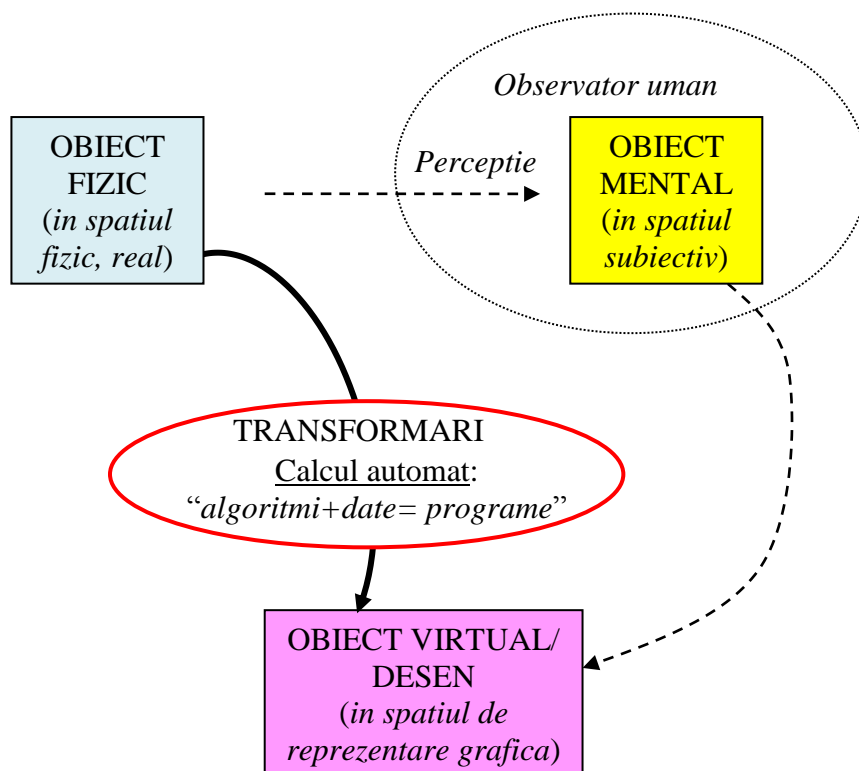 Observator uman
OBIECT
FIZIC
(in spatiul
fizic, real)
Perceptie
OBIECT
MENTAL
(in spatiul
subiectiv)
TRANSFORMARI
Calcul automat:
“algoritmi+date= programe”
OBIECT VIRTUAL/
DESEN
(in spatiul de
reprezentare grafica)